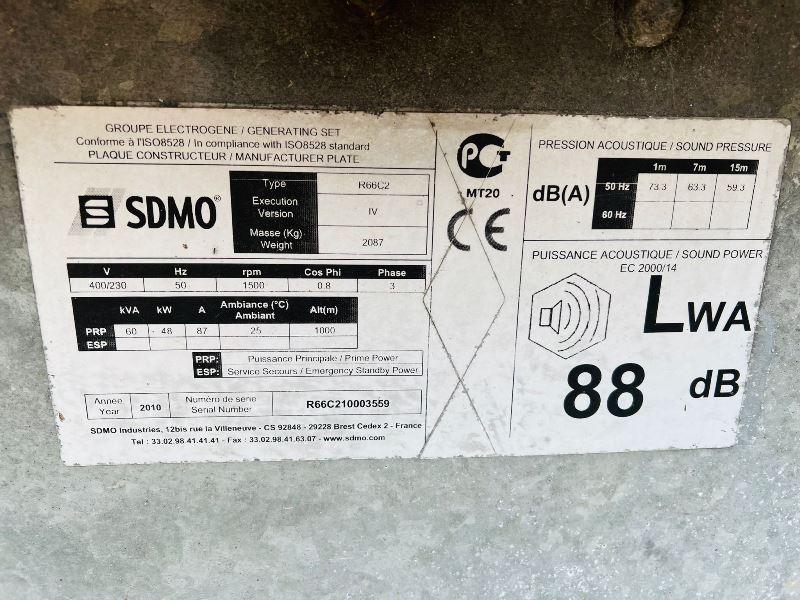 GROUPE ELECTROGENE / GENERATING SET
Conforme à l'ISO8528 / In compliance with ISO8528 standard
PLAQUE CONSTRUCTEUR / MANUFACTURER PLATE
SDMO®
Type R66C2
Execution Version IV
Masse (Kg) Weight 2087
V Hz rpm Cos Phi Phase
400/230 50 1500 0.8 3
kVA kW A Ambiance (°C) Ambiant Alt(m)
PRP 60 48 87 25 1000
ESP
PRP: Puissance Principale / Prime Power
ESP: Service Secours / Emergency Standby Power
Année Year 2010 Numéro de série Serial Number R66C210003559
SDMO Industries, 12bis rue la Villeneuve - CS 92848 - 29228 Brest Cedex 2 - France
Tel : 33.02.98.41.41.41 - Fax : 33.02.98.41.63.07 - www.sdmo.com
PCT
MT20
CE
PRESSION ACOUSTIQUE / SOUND PRESSURE
1m 7m 15m
dB(A) 50 Hz 73.3 63.3 59.3
60 Hz
PUISSANCE ACOUSTIQUE / SOUND POWER
EC 2000/14
LWA
88 dB